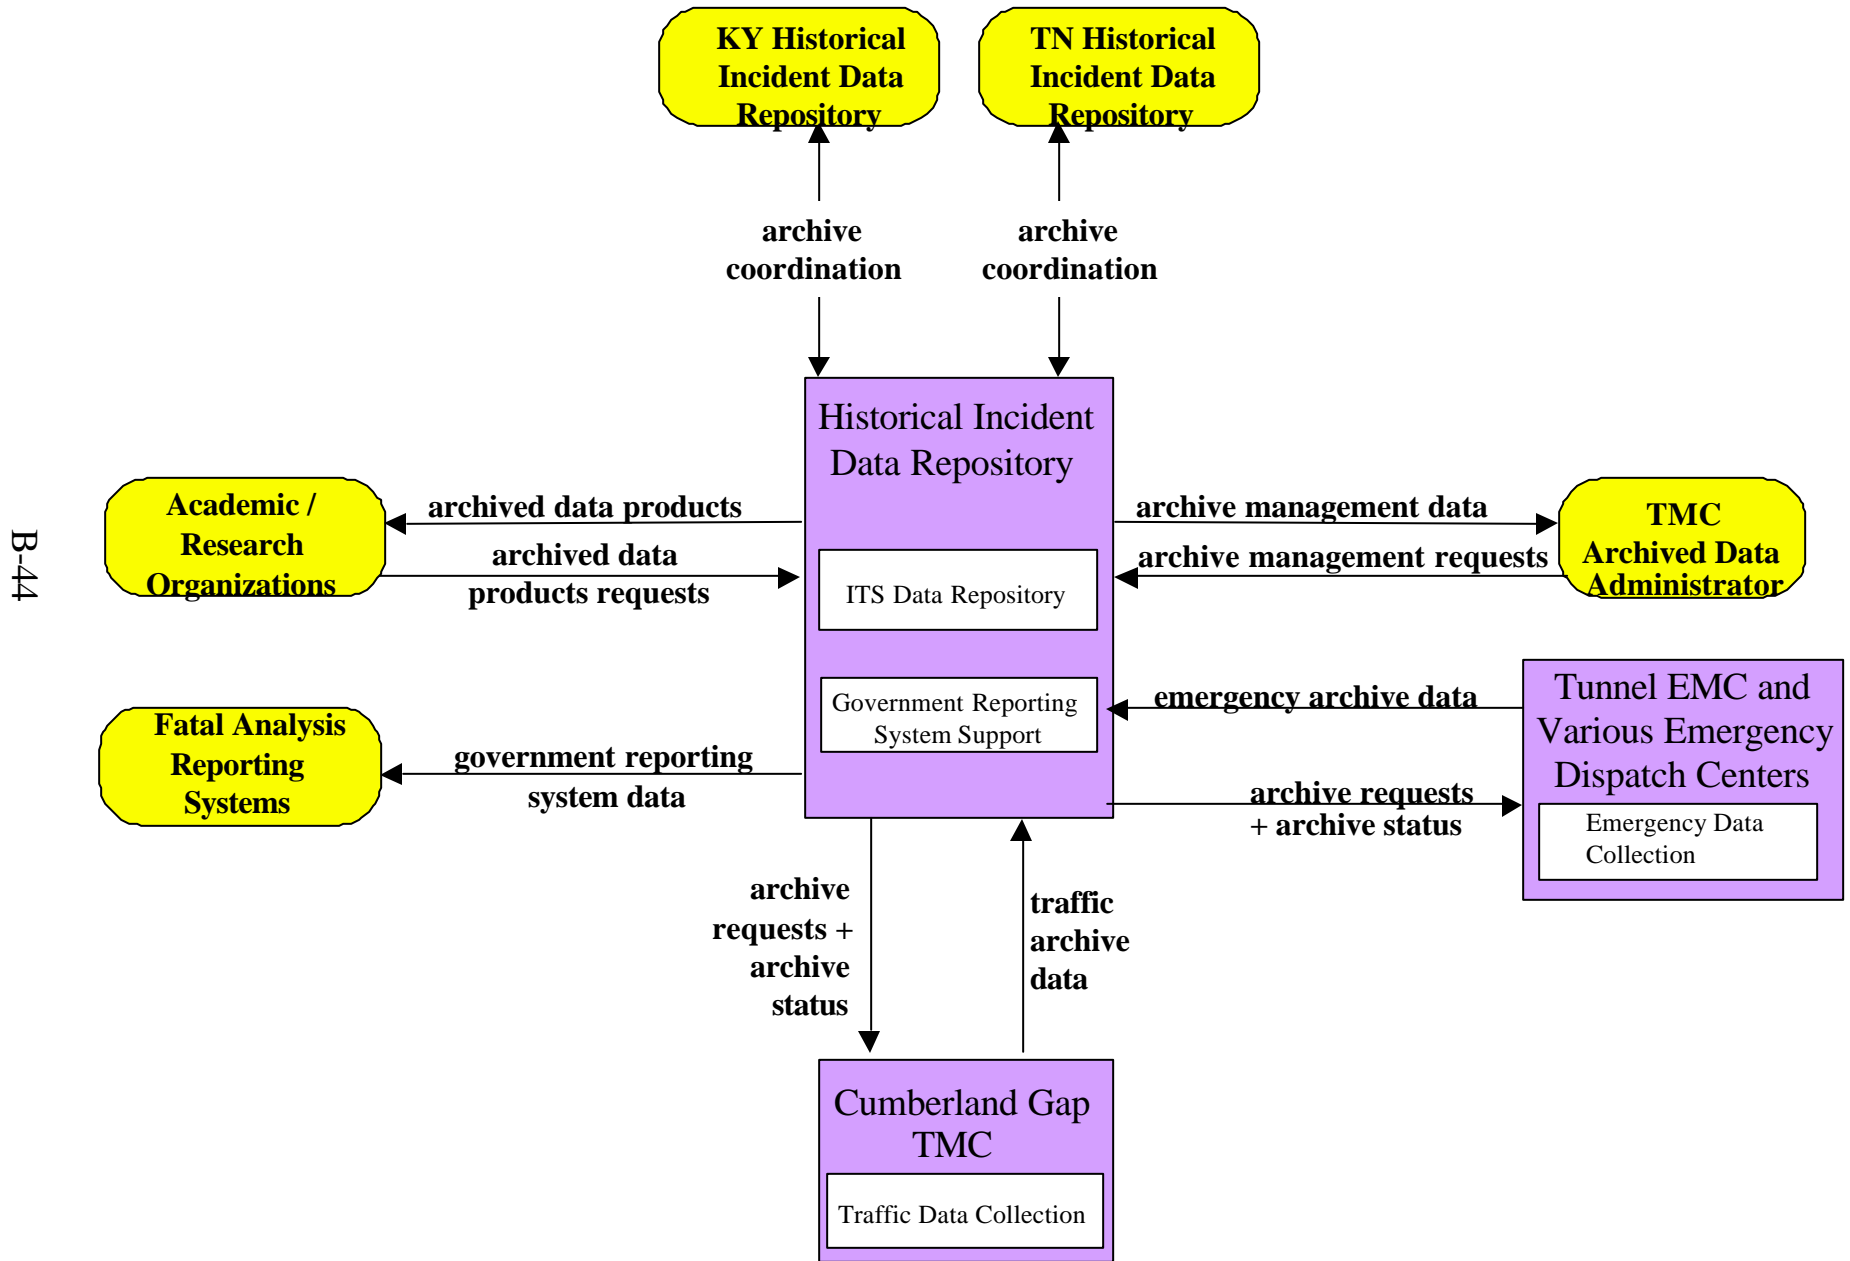 KY Historical
Incident Data
Repository
TN Historical
Incident Data
Repository
archive
coordination
archive
coordination
Historical Incident
Data Repository
ITS Data Repository
Government Reporting
System Support
Academic /
Research
Organizations
archived data products
archived data
products requests
archive management data
archive management requests
TMC
Archived Data
Administrator
Fatal Analysis
Reporting
Systems
government reporting
system data
emergency archive data
archive requests
+ archive status
Tunnel EMC and
Various Emergency
Dispatch Centers
Emergency Data
Collection
archive
requests +
archive
status
traffic
archive
data
Cumberland Gap
TMC
Traffic Data Collection
B-44